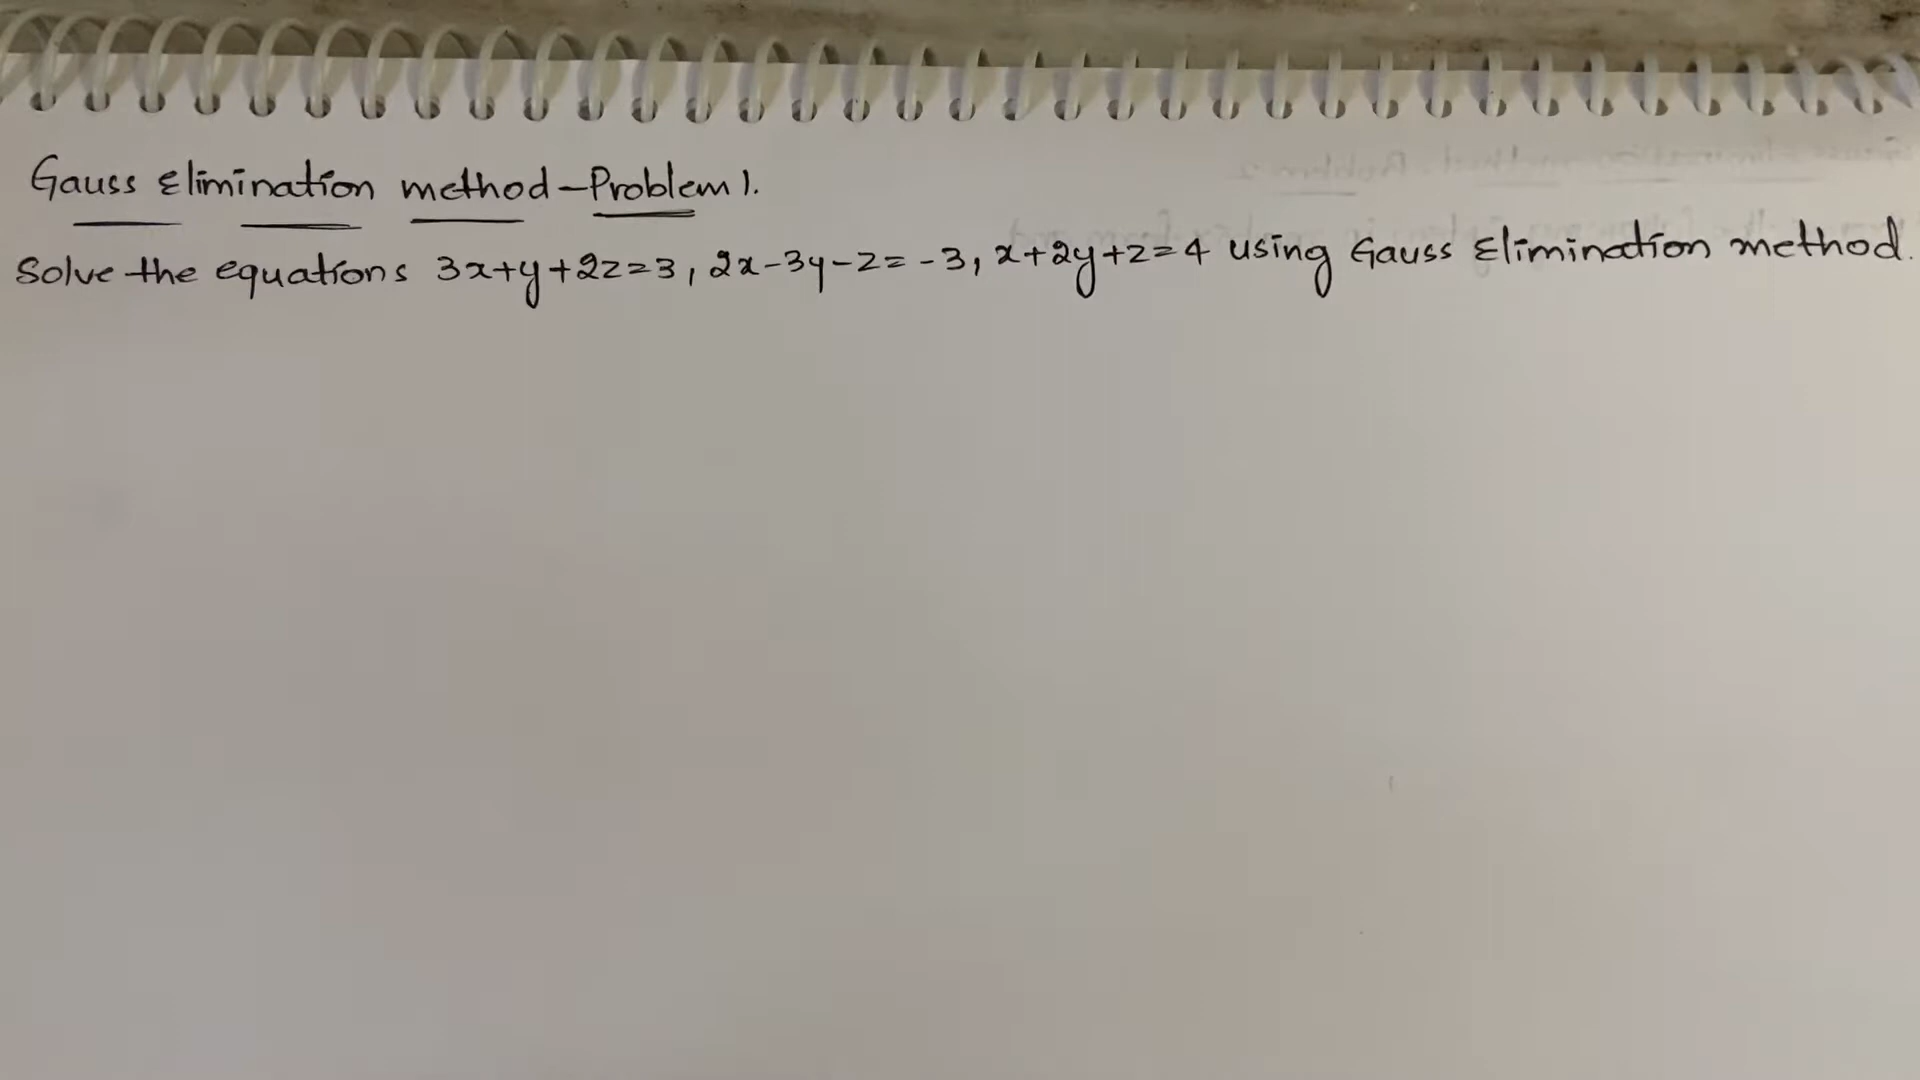 Gauss Elimination method-Problem 1.
Solve the equations 3x+y+2z=3, 2x-3y-z=-3, x+2y+z=4 using Gauss Elimination method.